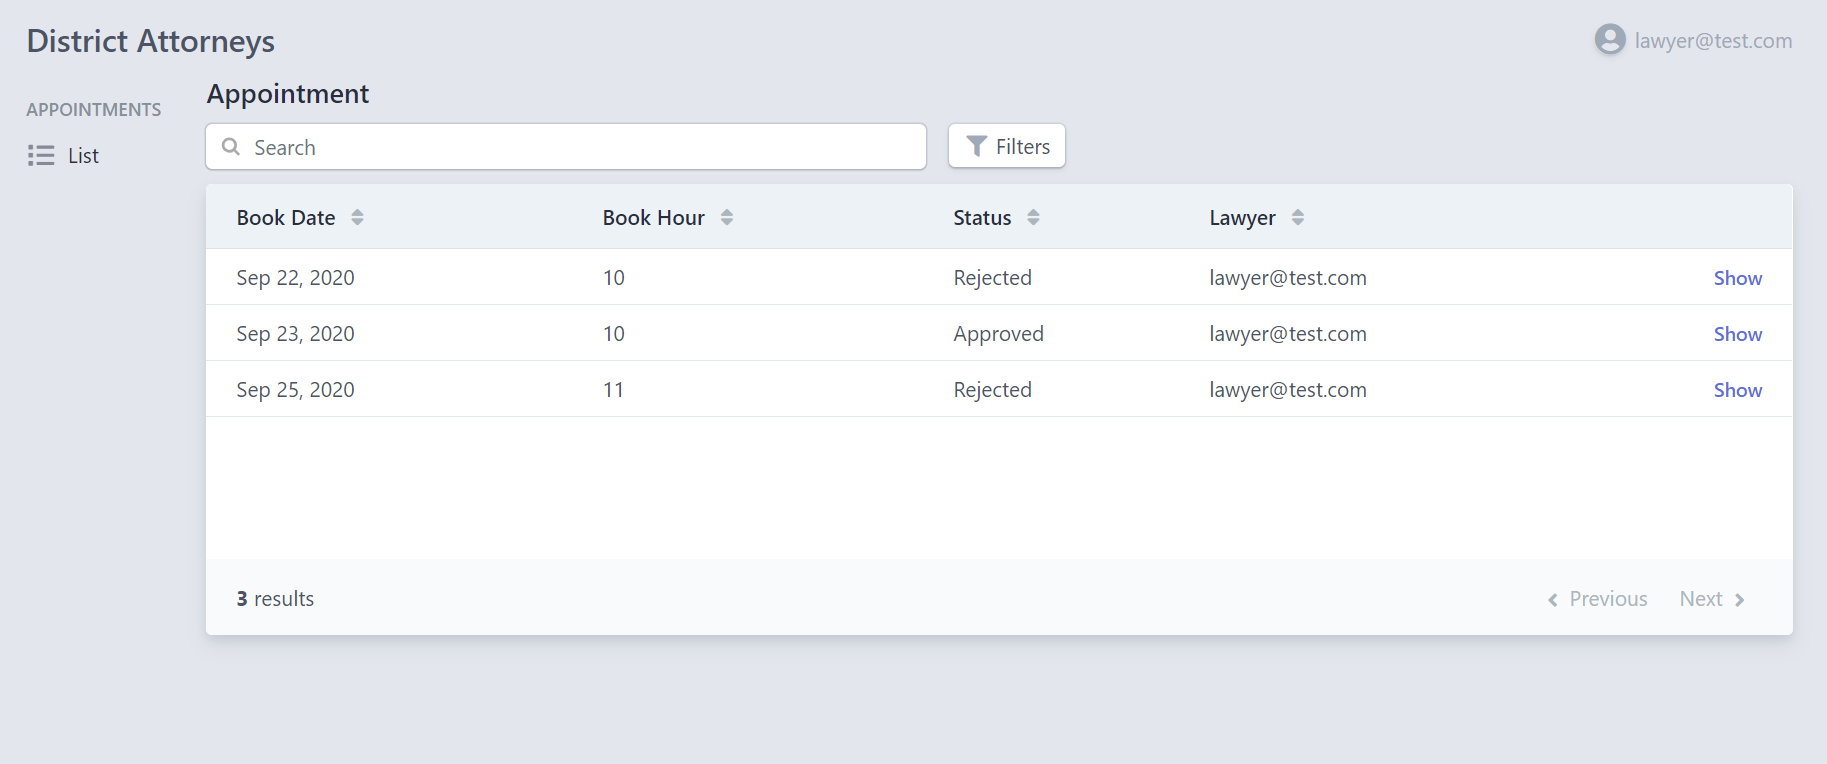 District Attorneys
lawyer@test.com
APPOINTMENTS
List
Appointment
Search
Filters
Book Date Book Hour Status Lawyer
Sep 22, 2020 10 Rejected lawyer@test.com Show
Sep 23, 2020 10 Approved lawyer@test.com Show
Sep 25, 2020 11 Rejected lawyer@test.com Show
3 results
Previous Next